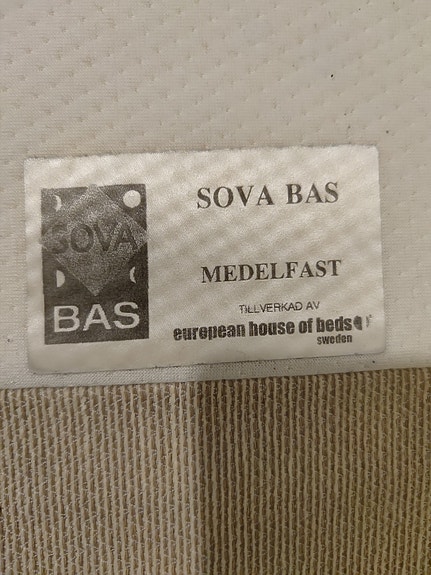 SOVA
BAS
SOVA BAS
MEDELFAST
TILLVERKAD AV
european house of beds
sweden